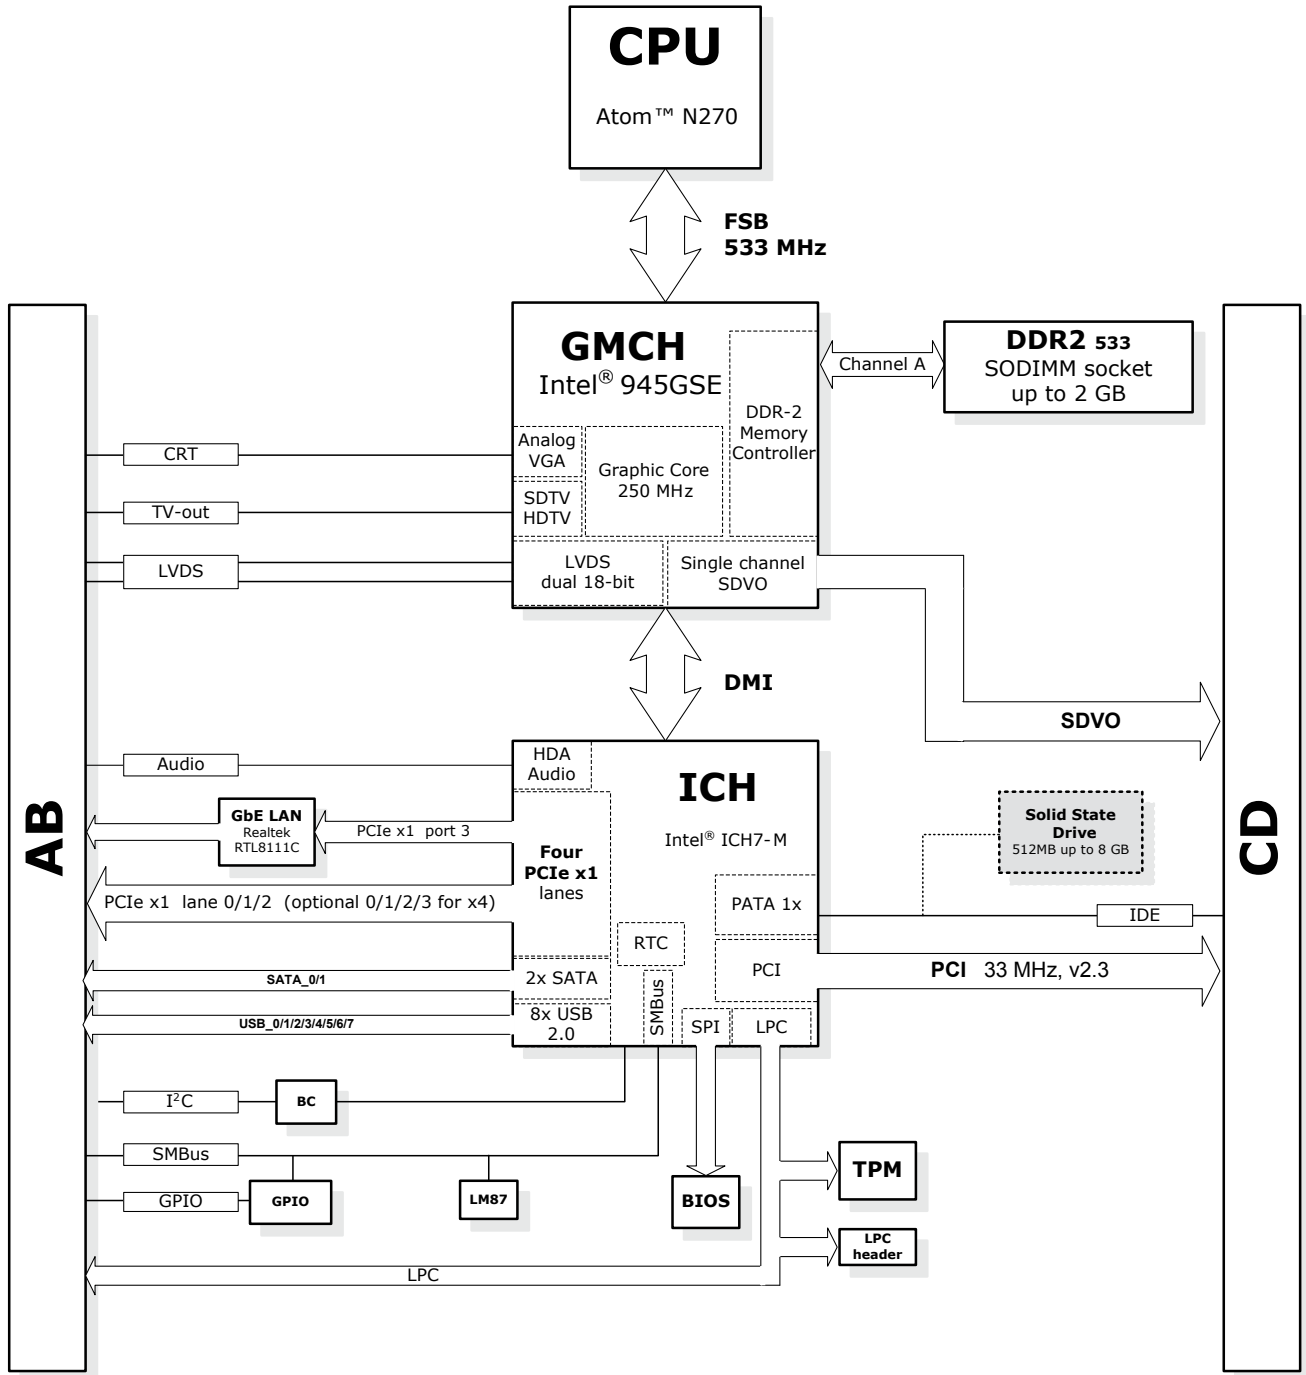 CPU
Atom™ N270
FSB
533 MHz
GMCH
Intel® 945GSE
DDR-2
Memory
Controller
Channel A
DDR2 533
SODIMM socket
up to 2 GB
Analog
VGA
Graphic Core
250 MHz
SDTV
HDTV
LVDS
dual 18-bit
Single channel
SDVO
CRT
TV-out
LVDS
DMI
SDVO
AB
CD
Audio
HDA
Audio
ICH
Intel® ICH7-M
GbE LAN
Realtek
RTL8111C
PCIe x1 port 3
Four
PCIe x1
lanes
PCIe x1 lane 0/1/2 (optional 0/1/2/3 for x4)
Solid State
Drive
512MB up to 8 GB
PATA 1x
IDE
RTC
PCI
PCI 33 MHz, v2.3
SATA_0/1
2x SATA
USB_0/1/2/3/4/5/6/7
8x USB
2.0
SMBus
SPI
LPC
I²C
BC
SMBus
GPIO
GPIO
LM87
BIOS
TPM
LPC
header
LPC